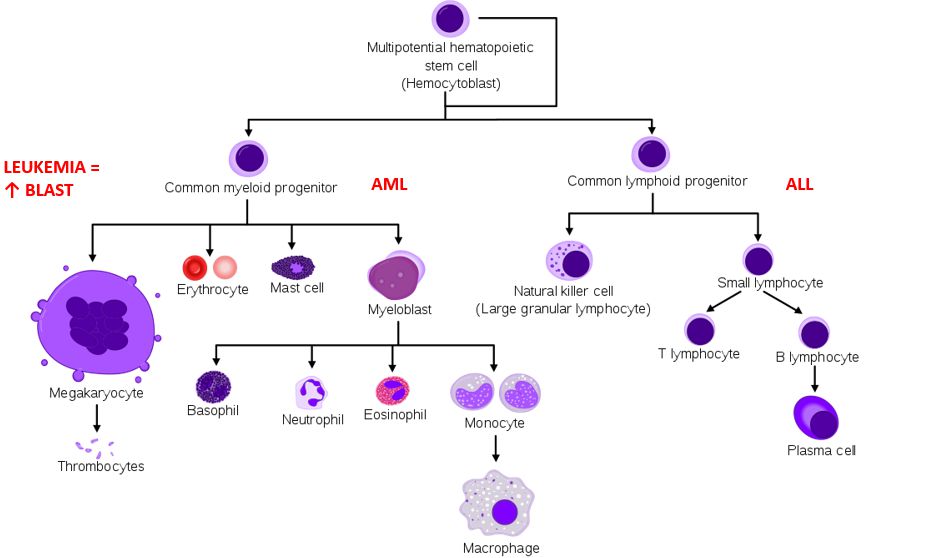 Multipotential hematopoietic
stem cell
(Hemocytoblast)
LEUKEMIA =
↑ BLAST
Common myeloid progenitor
AML
Common lymphoid progenitor
ALL
Erythrocyte
Mast cell
Myeloblast
Natural killer cell
(Large granular lymphocyte)
Small lymphocyte
T lymphocyte
B lymphocyte
Megakaryocyte
Basophil
Neutrophil
Eosinophil
Monocyte
Plasma cell
Thrombocytes
Macrophage